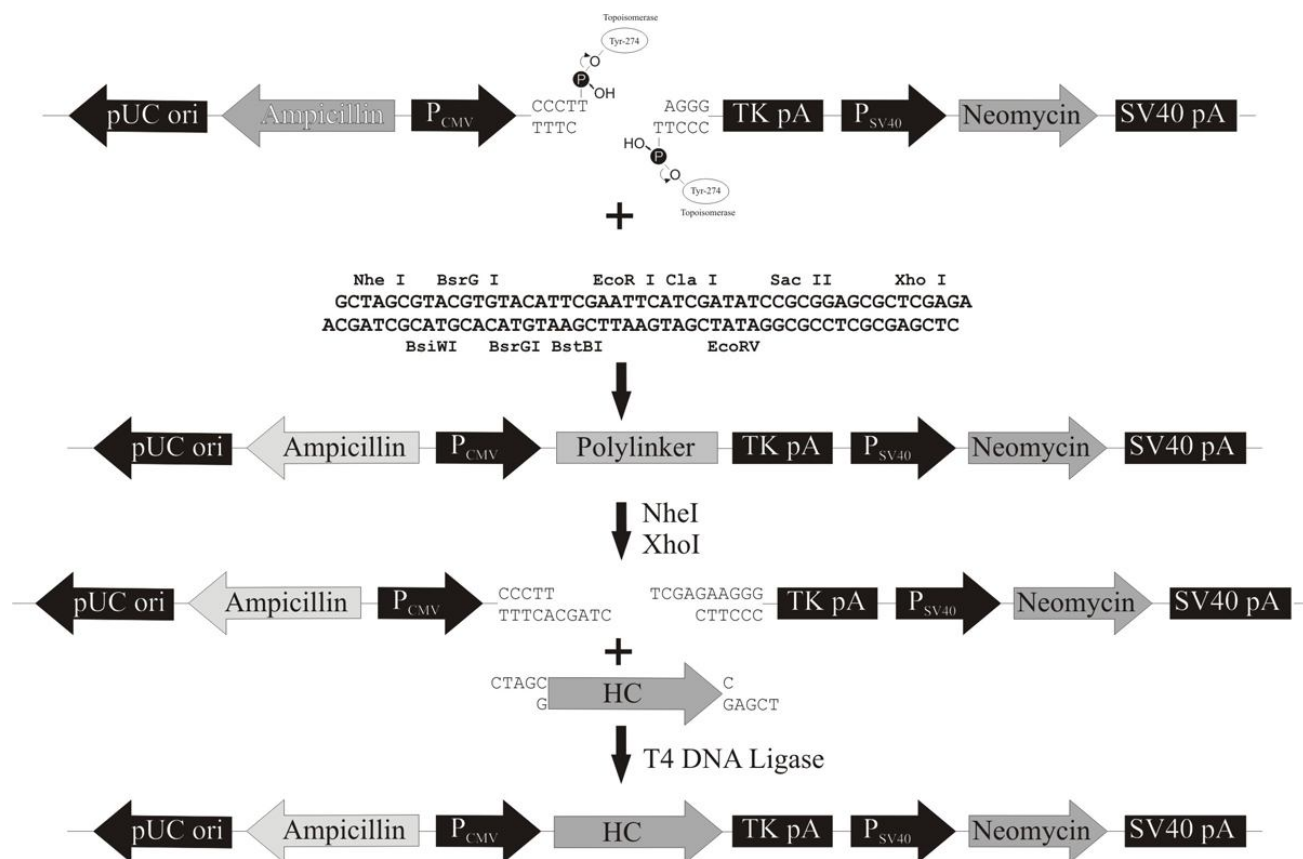 Topoisomerase
Tyr-274
P O
OH
pUC ori Ampicillin PCMV CCCTT AGGG TK pA PSV40 Neomycin SV40 pA
TTTC TTCCC
HO P O
Tyr-274
Topoisomerase
+
Nhe I BsrG I EcoR I Cla I Sac II Xho I
GCTAGCGTACGTGTACATTCGAATTCATCGATATCCGCGGAGCGCTCGAGA
ACGATCGCATGCACATGTAAGCTTAAGTAGCTATAGGCGCCTCGCGAGCTC
BsiWI BsrGI BstBI EcoRV
pUC ori Ampicillin PCMV Polylinker TK pA PSV40 Neomycin SV40 pA
NheI
XhoI
pUC ori Ampicillin PCMV CCCTT TCGAGAAGGG TK pA PSV40 Neomycin SV40 pA
TTTCACGATC CTTCCC
+
CTAGC HC C
G GAGCT
T4 DNA Ligase
pUC ori Ampicillin PCMV HC TK pA PSV40 Neomycin SV40 pA